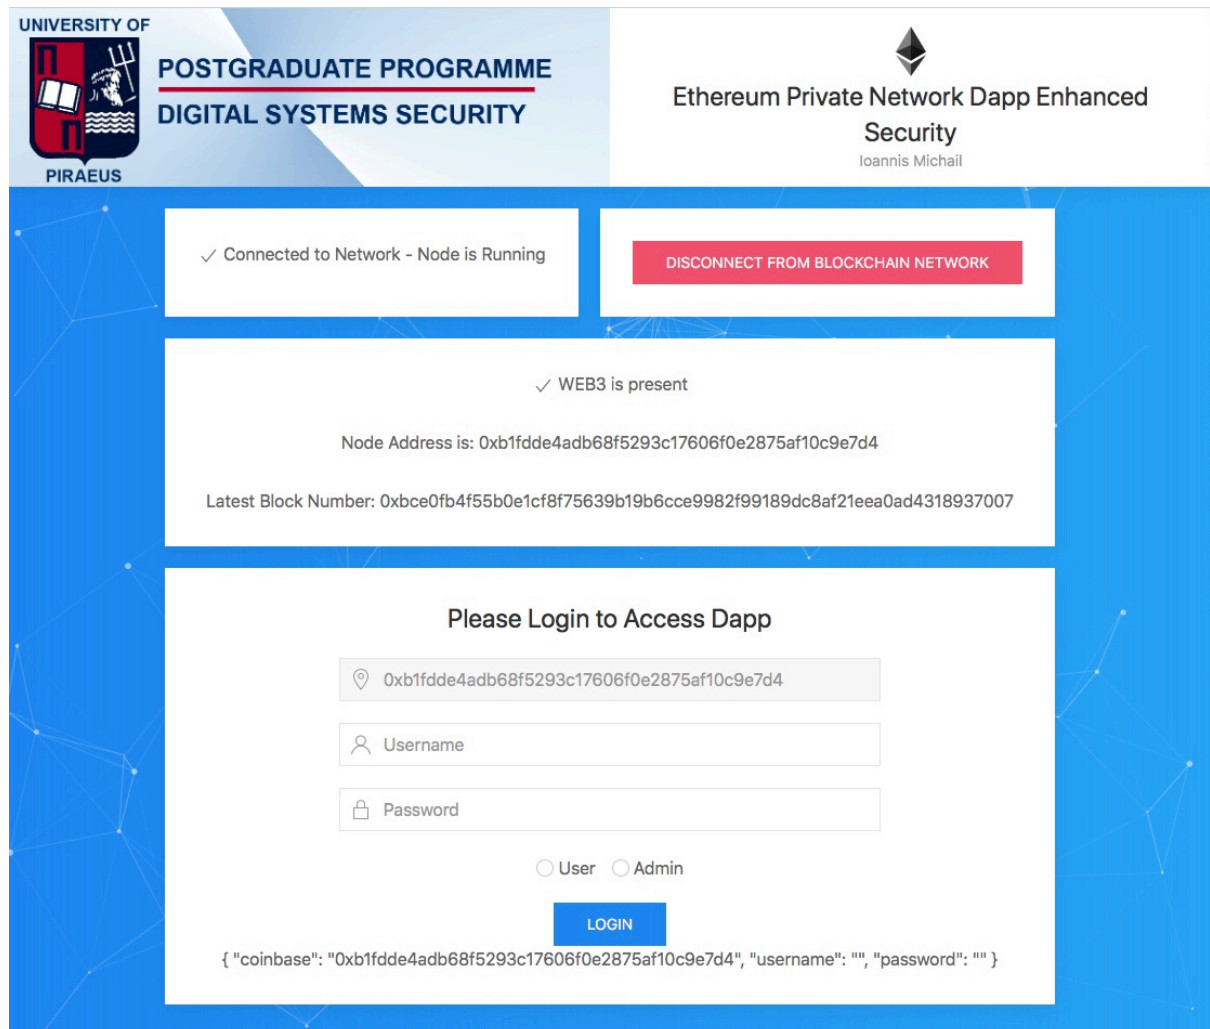 UNIVERSITY OF
PIRAEUS
POSTGRADUATE PROGRAMME
DIGITAL SYSTEMS SECURITY
Ethereum Private Network Dapp Enhanced
Security
Ioannis Michail
Connected to Network - Node is Running
DISCONNECT FROM BLOCKCHAIN NETWORK
WEB3 is present
Node Address is: 0xb1fdde4adb68f5293c17606f0e2875af10c9e7d4
Latest Block Number: 0xbce0fb4f55b0e1cf8f75639b19b6cce9982f99189dc8af21eea0ad4318937007
Please Login to Access Dapp
0xb1fdde4adb68f5293c17606f0e2875af10c9e7d4
Username
Password
User Admin
LOGIN
{ "coinbase": "0xb1fdde4adb68f5293c17606f0e2875af10c9e7d4", "username": "", "password": "" }